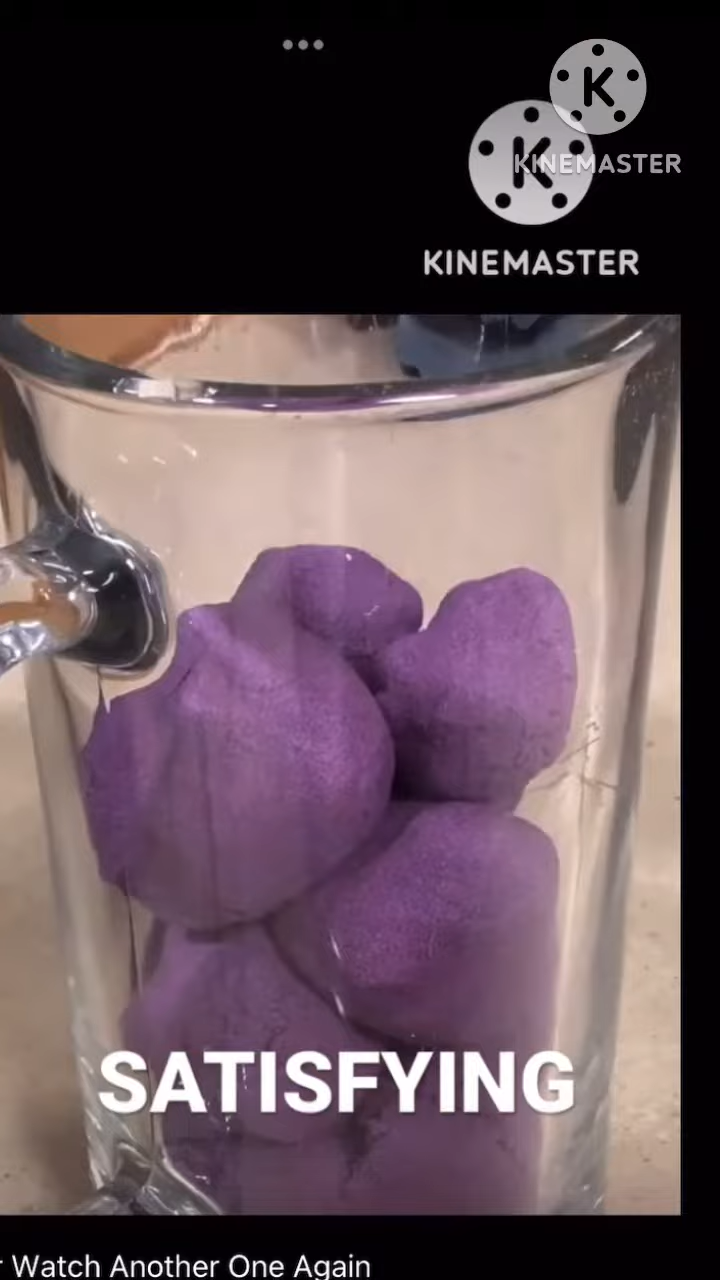 K
K
KINEMASTER
KINEMASTER
SATISFYING
r Watch Another One Again